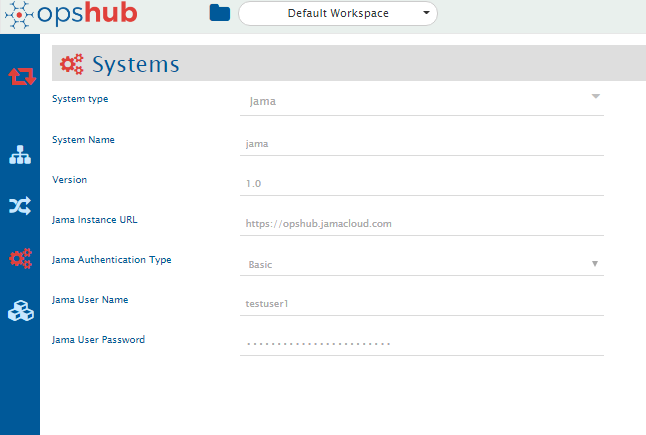 opshub
Default Workspace
Systems
System type
Jama
System Name
jama
Version
1.0
Jama Instance URL
https://opshub.jamacloud.com
Jama Authentication Type
Basic
Jama User Name
testuser1
Jama User Password
························